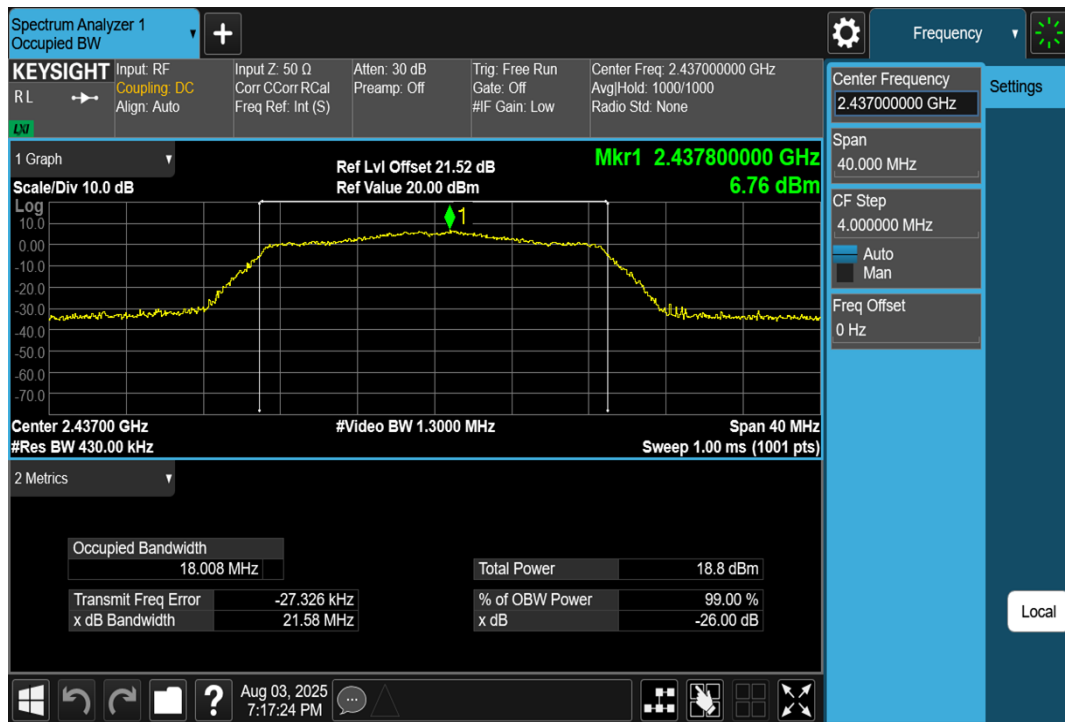 Spectrum Analyzer 1
Occupied BW
Frequency
KEYSIGHT
RL
LXI
Input: RF
Coupling: DC
Align: Auto
Input Z: 50 Ω
Corr CCorr RCal
Freq Ref: Int (S)
Atten: 30 dB
Preamp: Off
Trig: Free Run
Gate: Off
#IF Gain: Low
Center Freq: 2.437000000 GHz
Avg|Hold: 1000/1000
Radio Std: None
1 Graph
Scale/Div 10.0 dB
Ref Lvl Offset 21.52 dB
Ref Value 20.00 dBm
Mkr1 2.437800000 GHz
6.76 dBm
Log
10.0
0.00
-10.0
-20.0
-30.0
-40.0
-50.0
-60.0
-70.0
1
Center 2.43700 GHz
#Video BW 1.3000 MHz
Span 40 MHz
#Res BW 430.00 kHz
Sweep 1.00 ms (1001 pts)
2 Metrics
Occupied Bandwidth
18.008 MHz
Total Power 18.8 dBm
Transmit Freq Error -27.326 kHz
% of OBW Power 99.00 %
x dB Bandwidth 21.58 MHz
x dB -26.00 dB
Center Frequency
2.437000000 GHz
Settings
Span
40.000 MHz
CF Step
4.000000 MHz
Auto
Man
Freq Offset
0 Hz
Local
?
Aug 03, 2025
7:17:24 PM